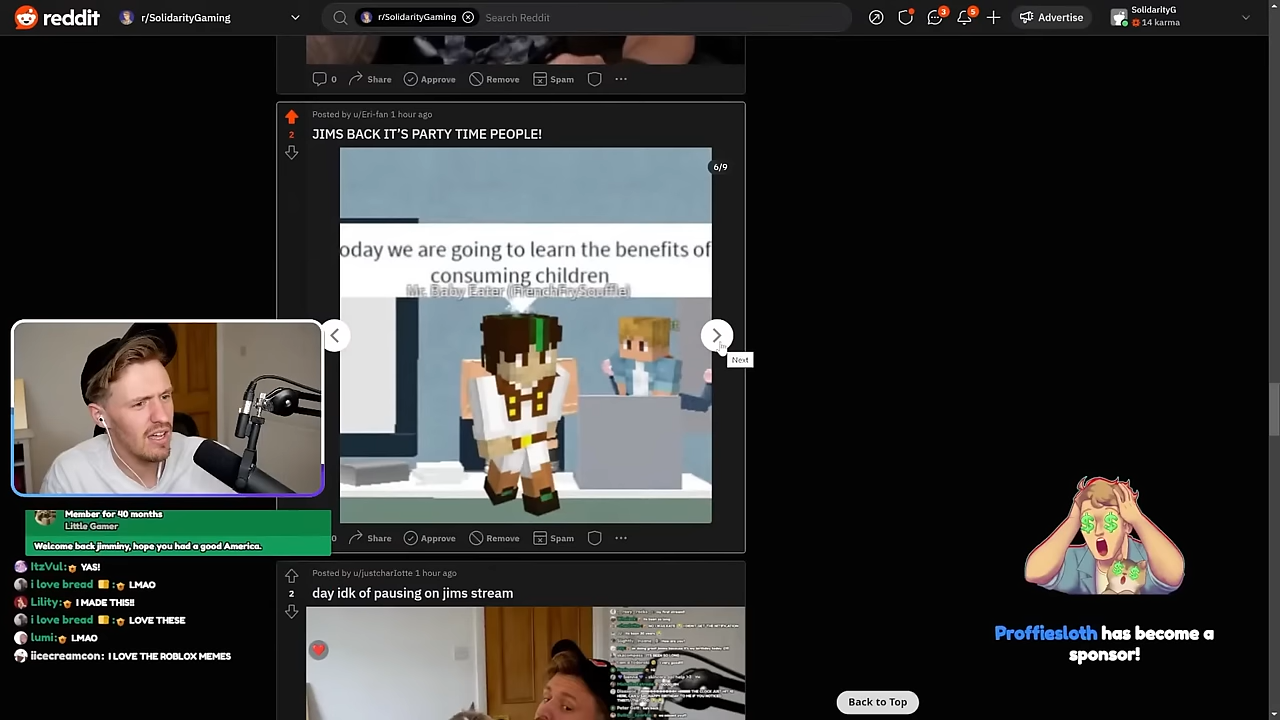 reddit
r/SolidarityGaming
r/SolidarityGaming
Search Reddit
3
5
Advertise
SolidarityG
14 karma
0
Share
Approve
Remove
Spam
Posted by u/Eri-fan 1 hour ago
2
JIMS BACK IT'S PARTY TIME PEOPLE!
6/9
oday we are going to learn the benefits of
consuming children
Mr. Baby Eater (FrenchFrySouffle)
Next
Member for 40 months
Little Gamer
Welcome back jimminy, hope you had a good America.
0
Share
Approve
Remove
Spam
ItzVul: YAS!
i love bread : LMAO
Lility: I MADE THIS!!
i love bread : LOVE THESE
lumi: LMAO
iicecreamcon: I LOVE THE ROBLOX MEMES
Posted by u/justcharlotte 1 hour ago
2
day idk of pausing on jims stream
Proffiesloth has become a
sponsor!
Back to Top